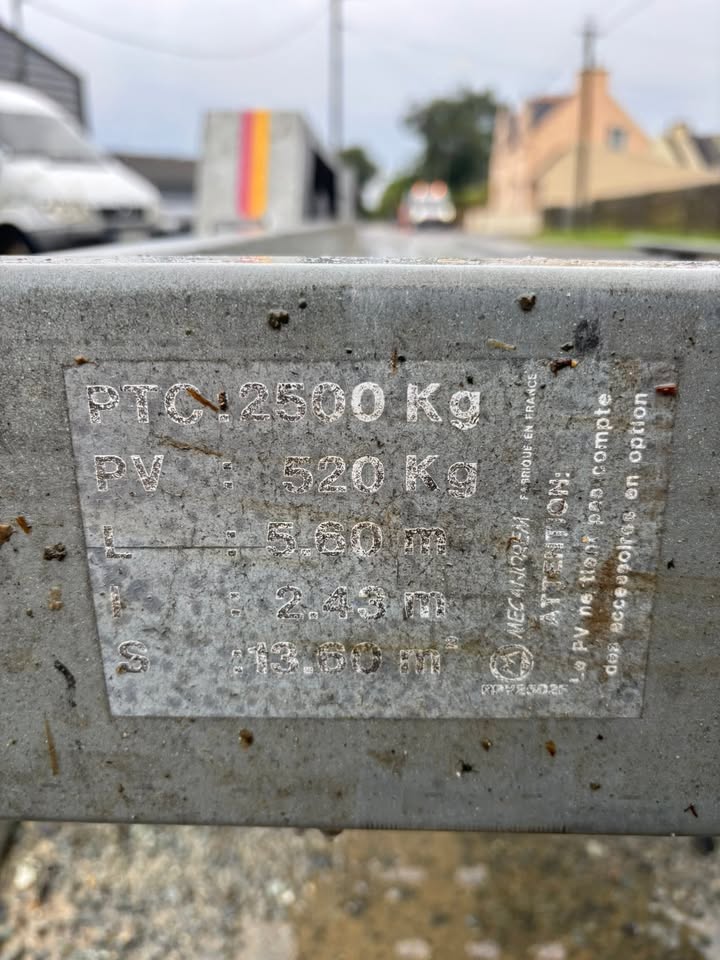 PTC : 2500 Kg
PV : 520 Kg
L : 5.60 m
l : 2.43 m
S : 13.60 m²
MECANOREM FABRIQUÉ EN FRANCE
ATTENTION:
Le PV ne tient pas compte
des accessoires en option